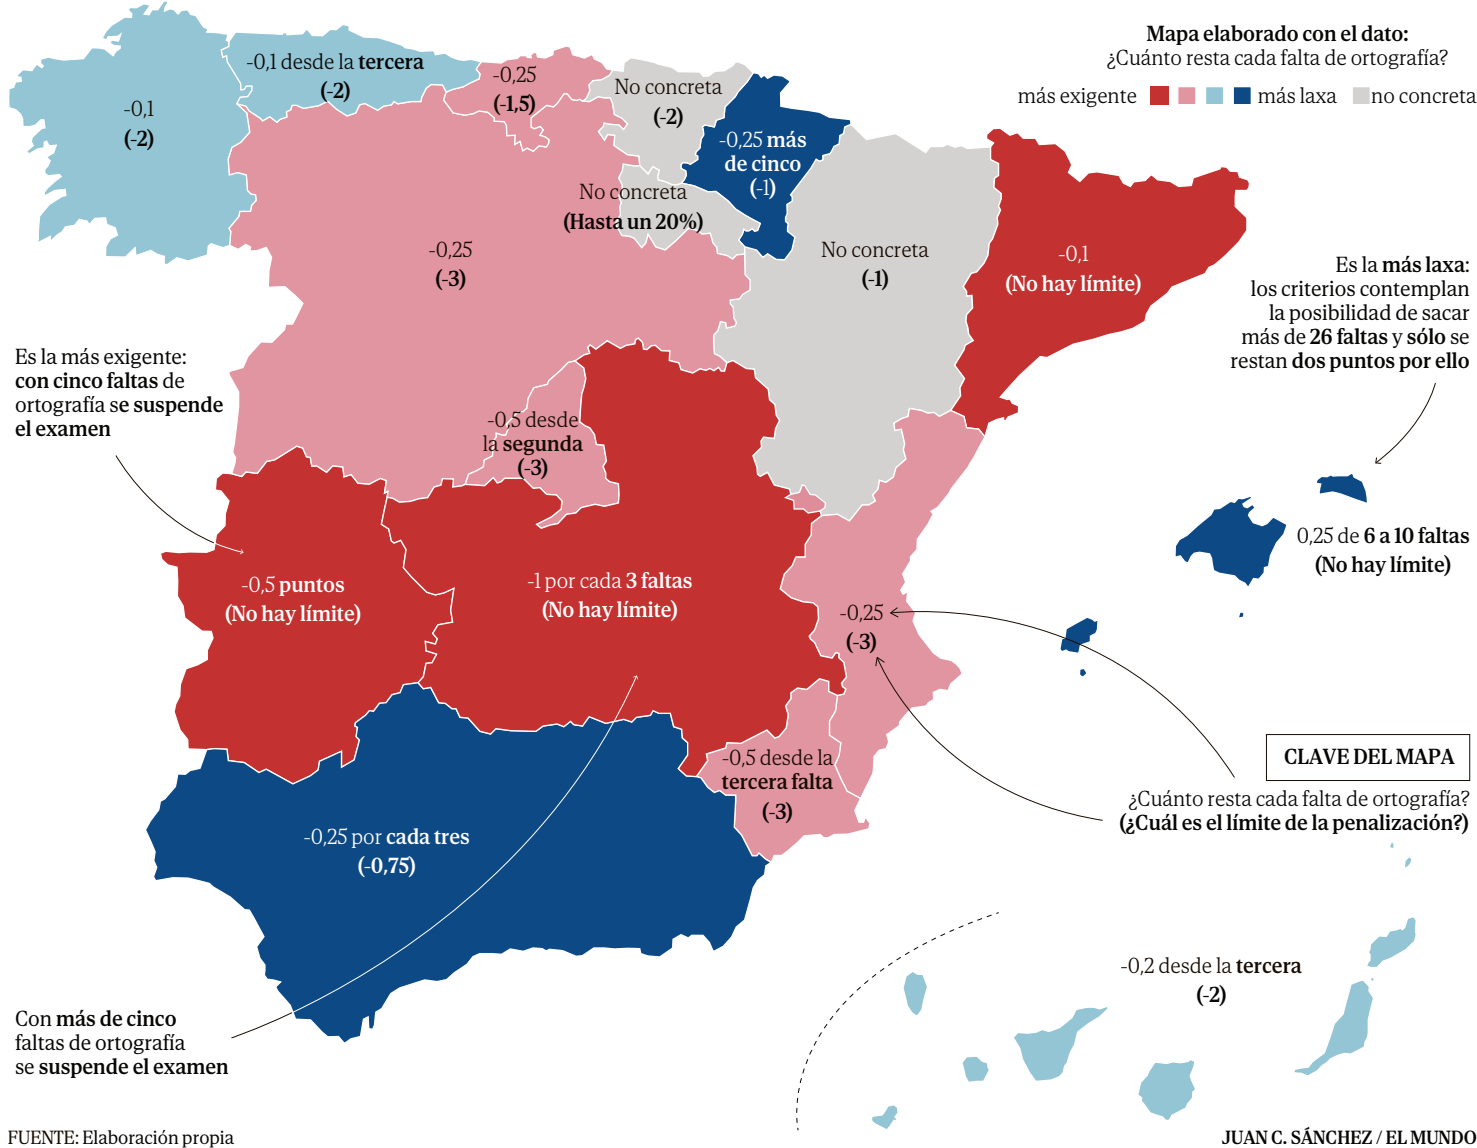 Mapa elaborado con el dato:
¿Cuánto resta cada falta de ortografía?
más exigente más laxa no concreta
-0,1
(-2)
-0,1 desde la tercera
(-2)
-0,25
(-1,5)
No concreta
(-2)
-0,25 más
de cinco
(-1)
No concreta
(Hasta un 20%)
-0,25
(-3)
No concreta
(-1)
-0,1
(No hay límite)
Es la más laxa:
los criterios contemplan
la posibilidad de sacar
más de 26 faltas y sólo se
restan dos puntos por ello
Es la más exigente:
con cinco faltas de
ortografía se suspende
el examen
-0,5 desde
la segunda
(-3)
0,25 de 6 a 10 faltas
(No hay límite)
-0,5 puntos
(No hay límite)
-1 por cada 3 faltas
(No hay límite)
-0,25
(-3)
-0,5 desde la
tercera falta
(-3)
CLAVE DEL MAPA
¿Cuánto resta cada falta de ortografía?
(¿Cuál es el límite de la penalización?)
-0,25 por cada tres
(-0,75)
-0,2 desde la tercera
(-2)
Con más de cinco
faltas de ortografía
se suspende el examen
FUENTE: Elaboración propia
JUAN C. SÁNCHEZ / EL MUNDO